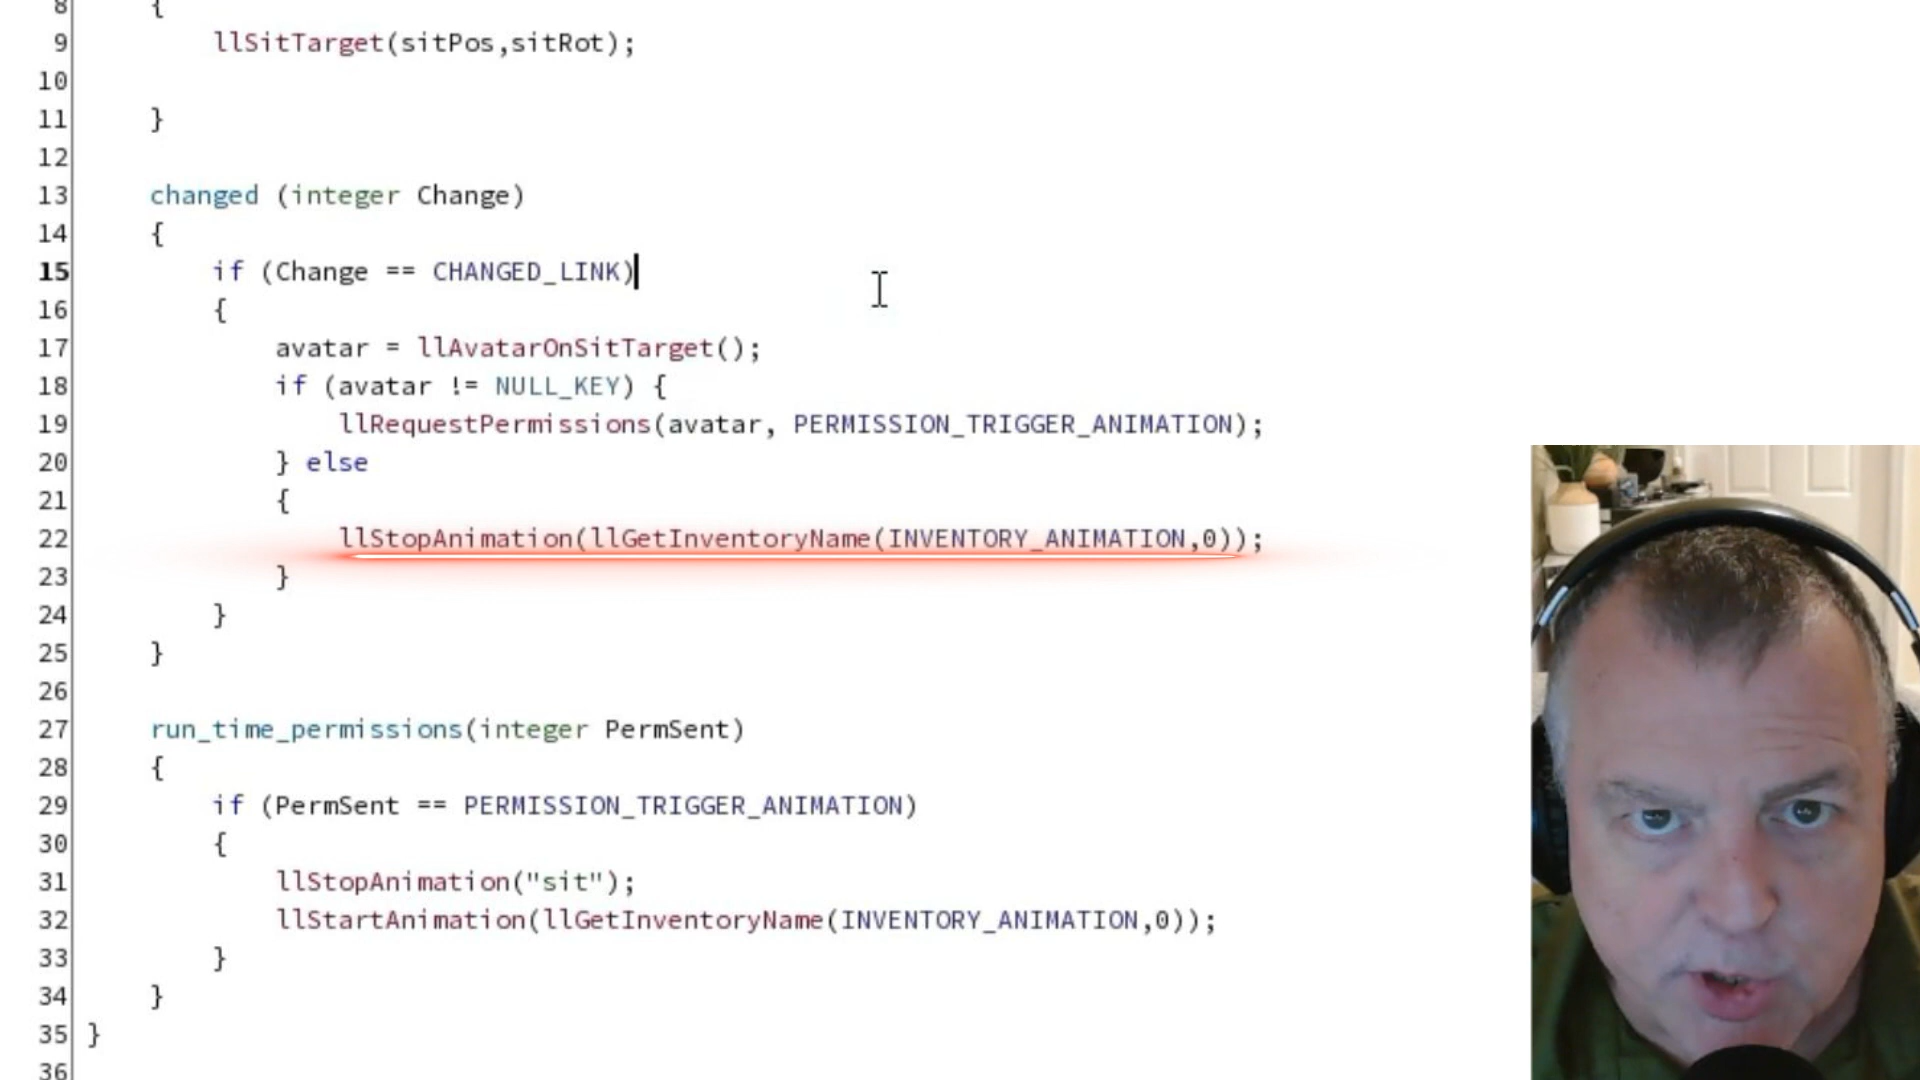 8 {
9 llSitTarget(sitPos,sitRot);
10
11 }
12
13 changed (integer Change)
14 {
15 if (Change == CHANGED_LINK)
16 {
17 avatar = llAvatarOnSitTarget();
18 if (avatar != NULL_KEY) {
19 llRequestPermissions(avatar, PERMISSION_TRIGGER_ANIMATION);
20 } else
21 {
22 llStopAnimation(llGetInventoryName(INVENTORY_ANIMATION,0));
23 }
24 }
25 }
26
27 run_time_permissions(integer PermSent)
28 {
29 if (PermSent == PERMISSION_TRIGGER_ANIMATION)
30 {
31 llStopAnimation("sit");
32 llStartAnimation(llGetInventoryName(INVENTORY_ANIMATION,0));
33 }
34 }
35 }
36